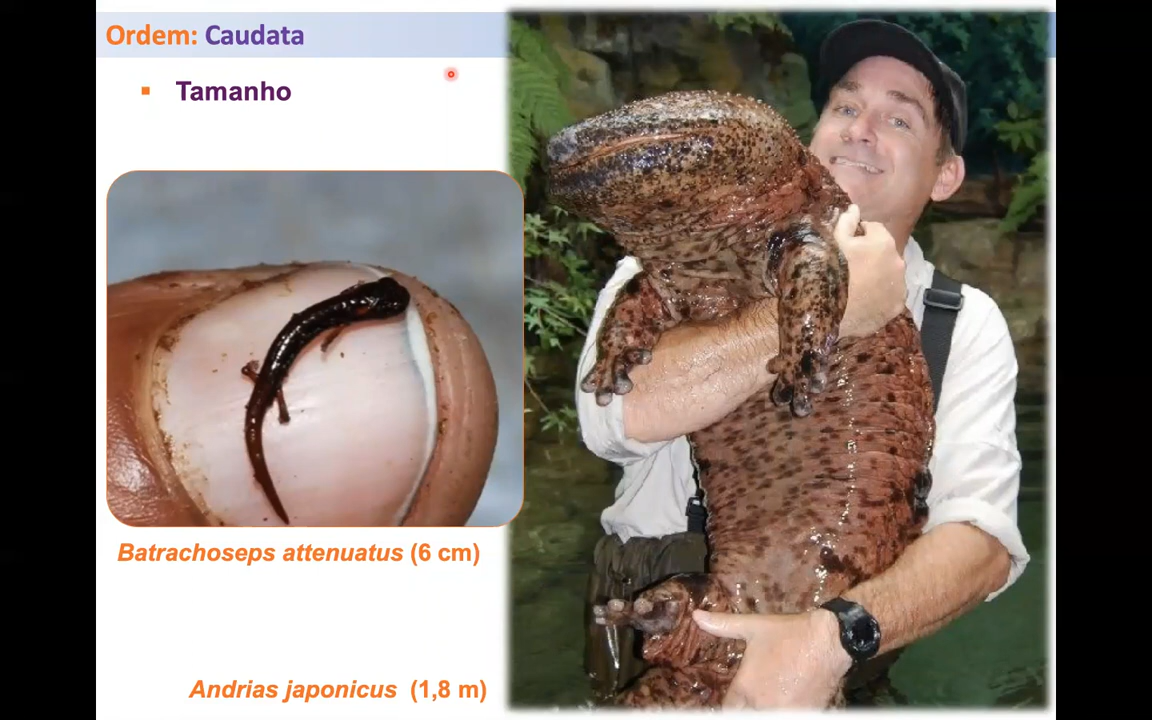 Ordem: Caudata
▪ Tamanho
Batrachoseps attenuatus (6 cm)
Andrias japonicus (1,8 m)